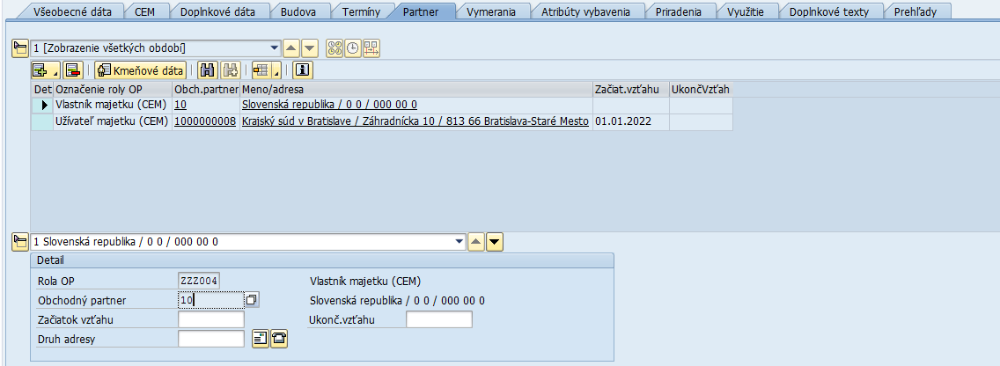 Všeobecné dáta CEM Doplnkové dáta Budova Termíny Partner Vymerania Atribúty vybavenia Priradenia Využitie Doplnkové texty Prehľady
1 [Zobrazenie všetkých období]
Kmeňové dáta
Det Označenie roly OP Obch.partner Meno/adresa Začiat.vzťahu UkončVzťah
Vlastník majetku (CEM) 10 Slovenská republika / 0 0 / 000 00 0
Užívateľ majetku (CEM) 1000000008 Krajský súd v Bratislave / Záhradnícka 10 / 813 66 Bratislava-Staré Mesto 01.01.2022
1 Slovenská republika / 0 0 / 000 00 0
Detail
Rola OP ZZZ004 Vlastník majetku (CEM)
Obchodný partner 10 Slovenská republika / 0 0 / 000 00 0
Začiatok vzťahu Ukonč.vzťahu
Druh adresy